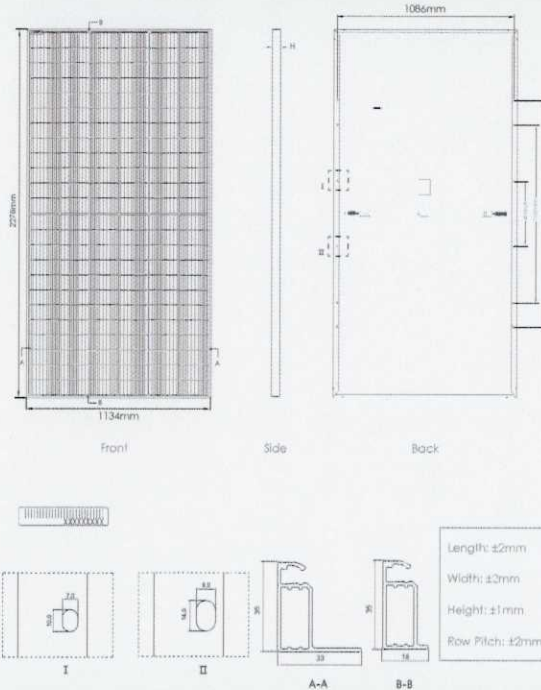 B
H
1086mm
2278mm
I
II
A
A
B
1134mm
Front
Side
Back
Length: ±2mm
Width: ±2mm
Height: ±1mm
Row Pitch: ±2mm
7.0
10.0
I
8.0
14.0
II
35
33
A-A
35
18
B-B